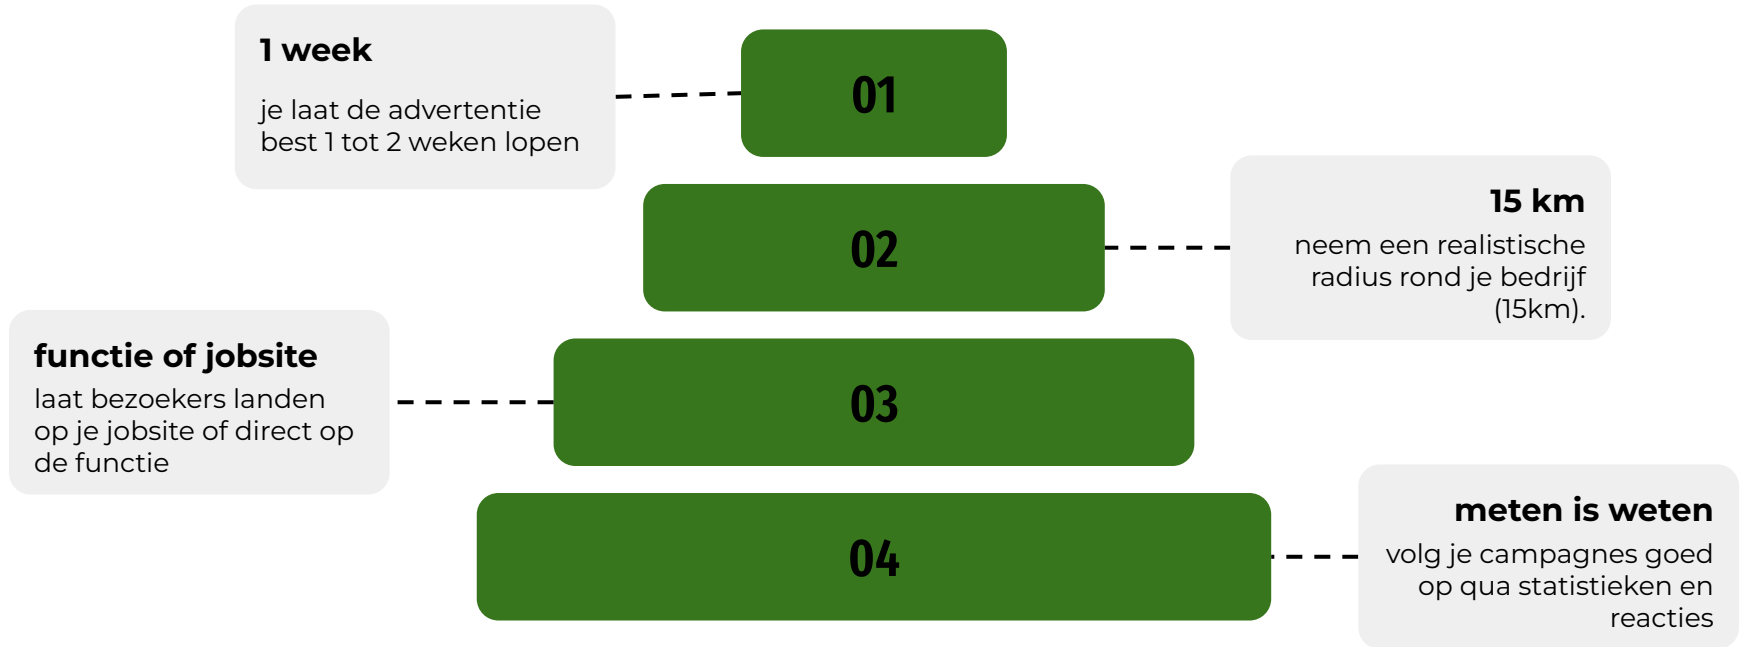 1 week
je laat de advertentie
best 1 tot 2 weken lopen
01
02
15 km
neem een realistische
radius rond je bedrijf
(15km).
functie of jobsite
laat bezoekers landen
op je jobsite of direct op
de functie
03
04
meten is weten
volg je campagnes goed
op qua statistieken en
reacties